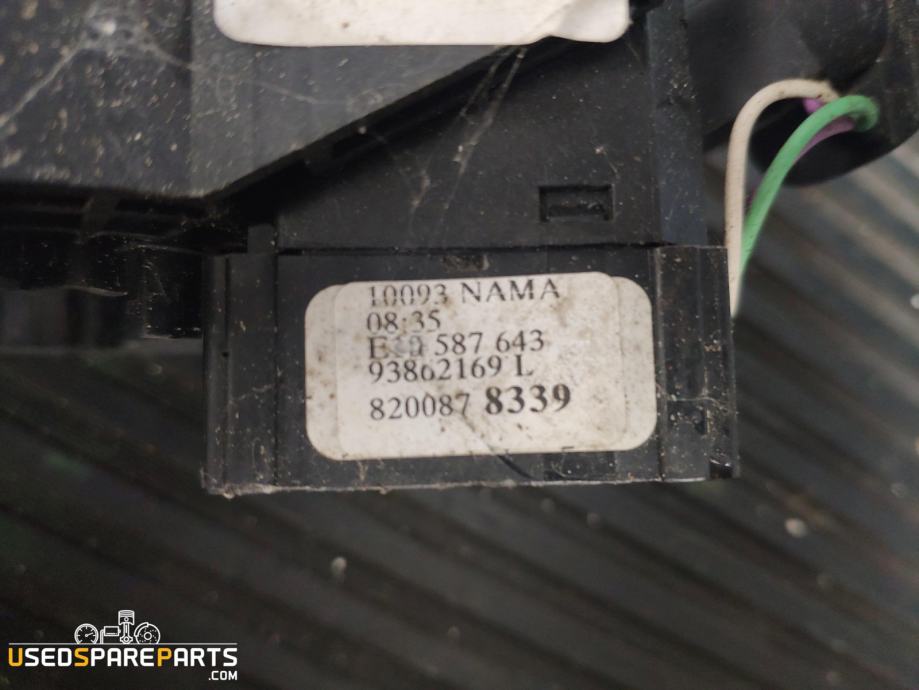 10093 NAMA
08:35
587 643
93862169 L
820087 8339
USEDSPAREPARTS
.COM